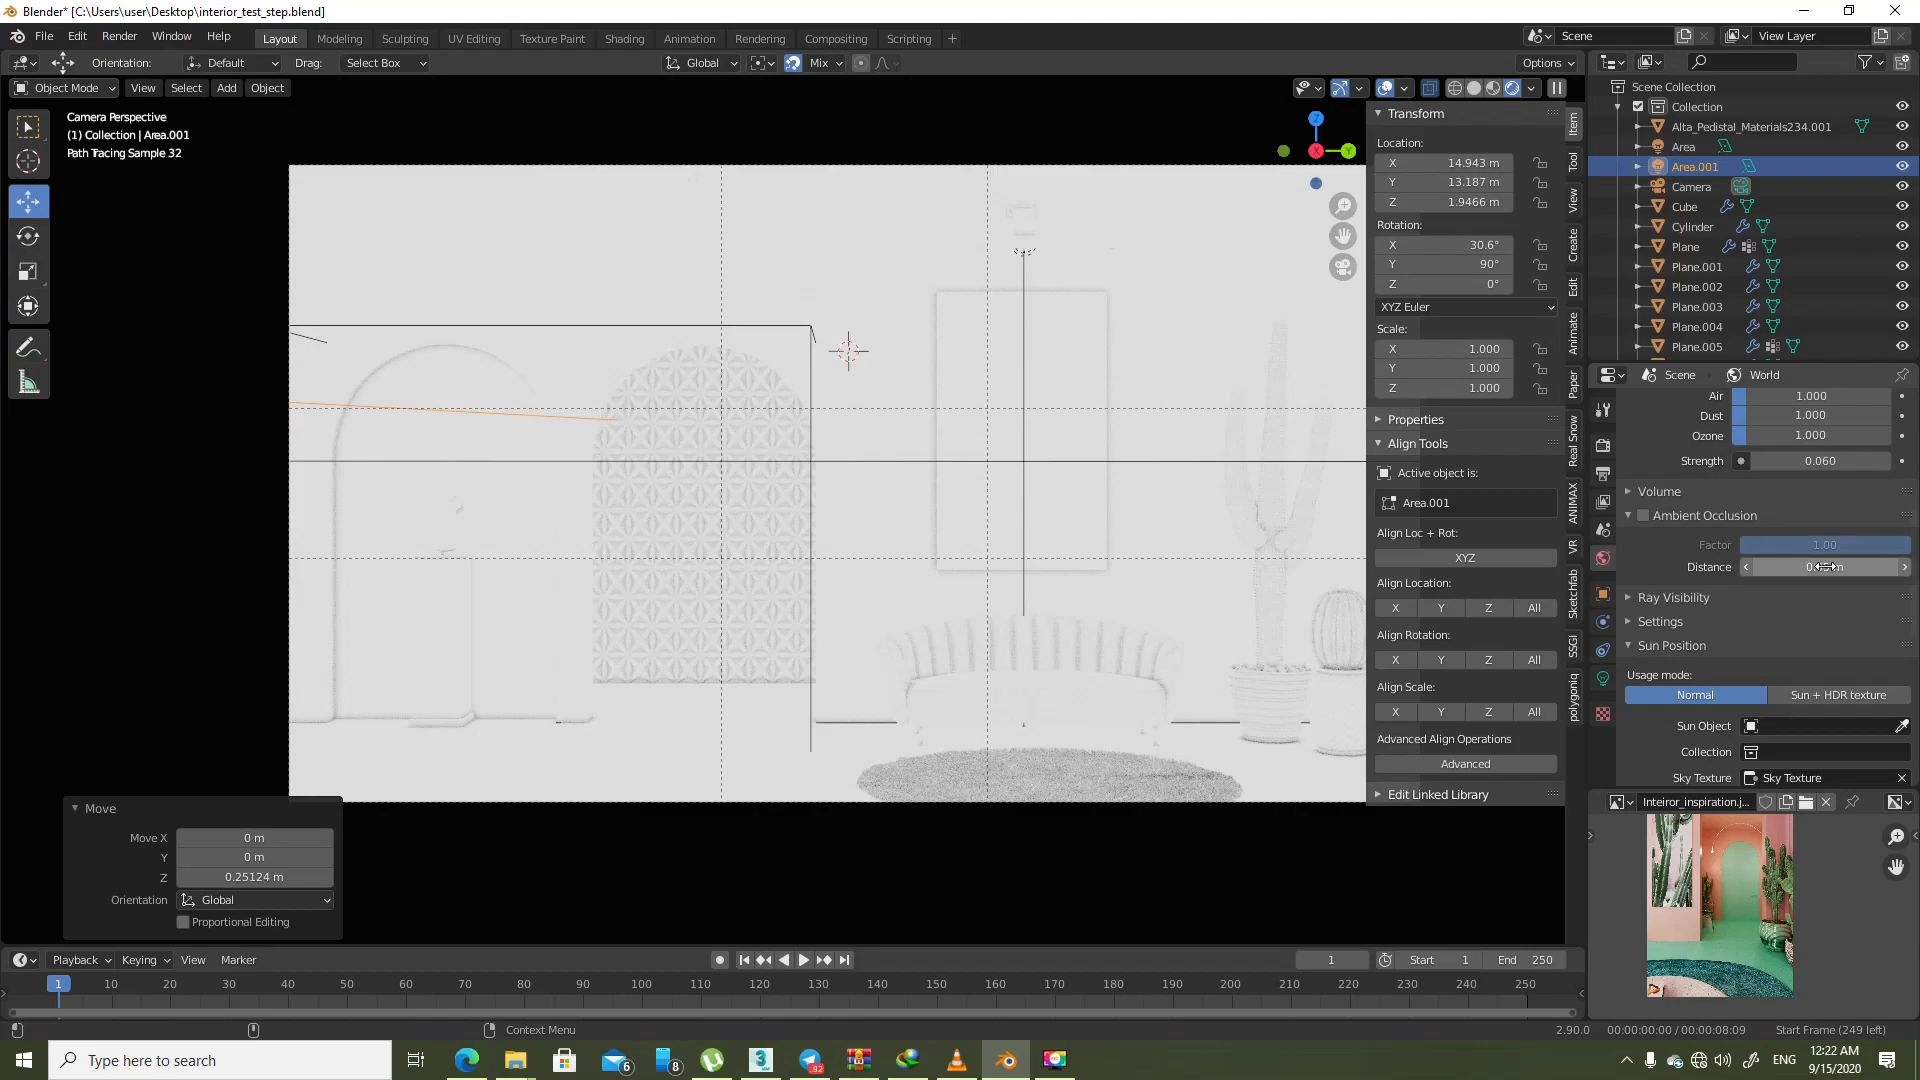 Blender* [C:\Users\user\Desktop\interior_test_step.blend]
File Edit Render Window Help
Layout Modeling Sculpting UV Editing Texture Paint Shading Animation Rendering Compositing Scripting +
Scene
View Layer
Orientation: Default Drag: Select Box
Global Mix
Options
Object Mode View Select Add Object
Camera Perspective
(1) Collection | Area.001
Path Tracing Sample 32
Z
X
Y
Transform
Location:
X 14.943 m
Y 13.187 m
Z 1.9466 m
Rotation:
X 30.6°
Y 90°
Z 0°
XYZ Euler
Scale:
X 1.000
Y 1.000
Z 1.000
Properties
Align Tools
Active object is:
Area.001
Align Loc + Rot:
XYZ
Align Location:
X Y Z All
Align Rotation:
X Y Z All
Align Scale:
X Y Z All
Advanced Align Operations
Advanced
Edit Linked Library
Item
Tool
View
Create
Edit
Animate
Paper
Real Snow
ANIMAX
VR
Sketchfab
SSGI
polygoniq
Scene Collection
Collection
Alta_Pedistal_Materials234.001
Area
Area.001
Camera
Cube
Cylinder
Plane
Plane.001
Plane.002
Plane.003
Plane.004
Plane.005
Scene World
Air 1.000
Dust 1.000
Ozone 1.000
Strength 0.060
Volume
Ambient Occlusion
Factor 1.00
Distance
Ray Visibility
Settings
Sun Position
Usage mode:
Normal Sun + HDR texture
Sun Object
Collection
Sky Texture Sky Texture
Inteiror_inspiration.j...
Move
Move X 0 m
Y 0 m
Z 0.25124 m
Orientation Global
Proportional Editing
Playback Keying View Marker
1
Start 1
End 250
1 10 20 30 40 50 60 70 80 90 100 110 120 130 140 150 160 170 180 190 200 210 220 230 240 250
Context Menu
2.90.0 00:00:00:00 / 00:00:08:09 Start Frame (249 left)
Type here to search
6
8
92
ENG
12:22 AM
9/15/2020